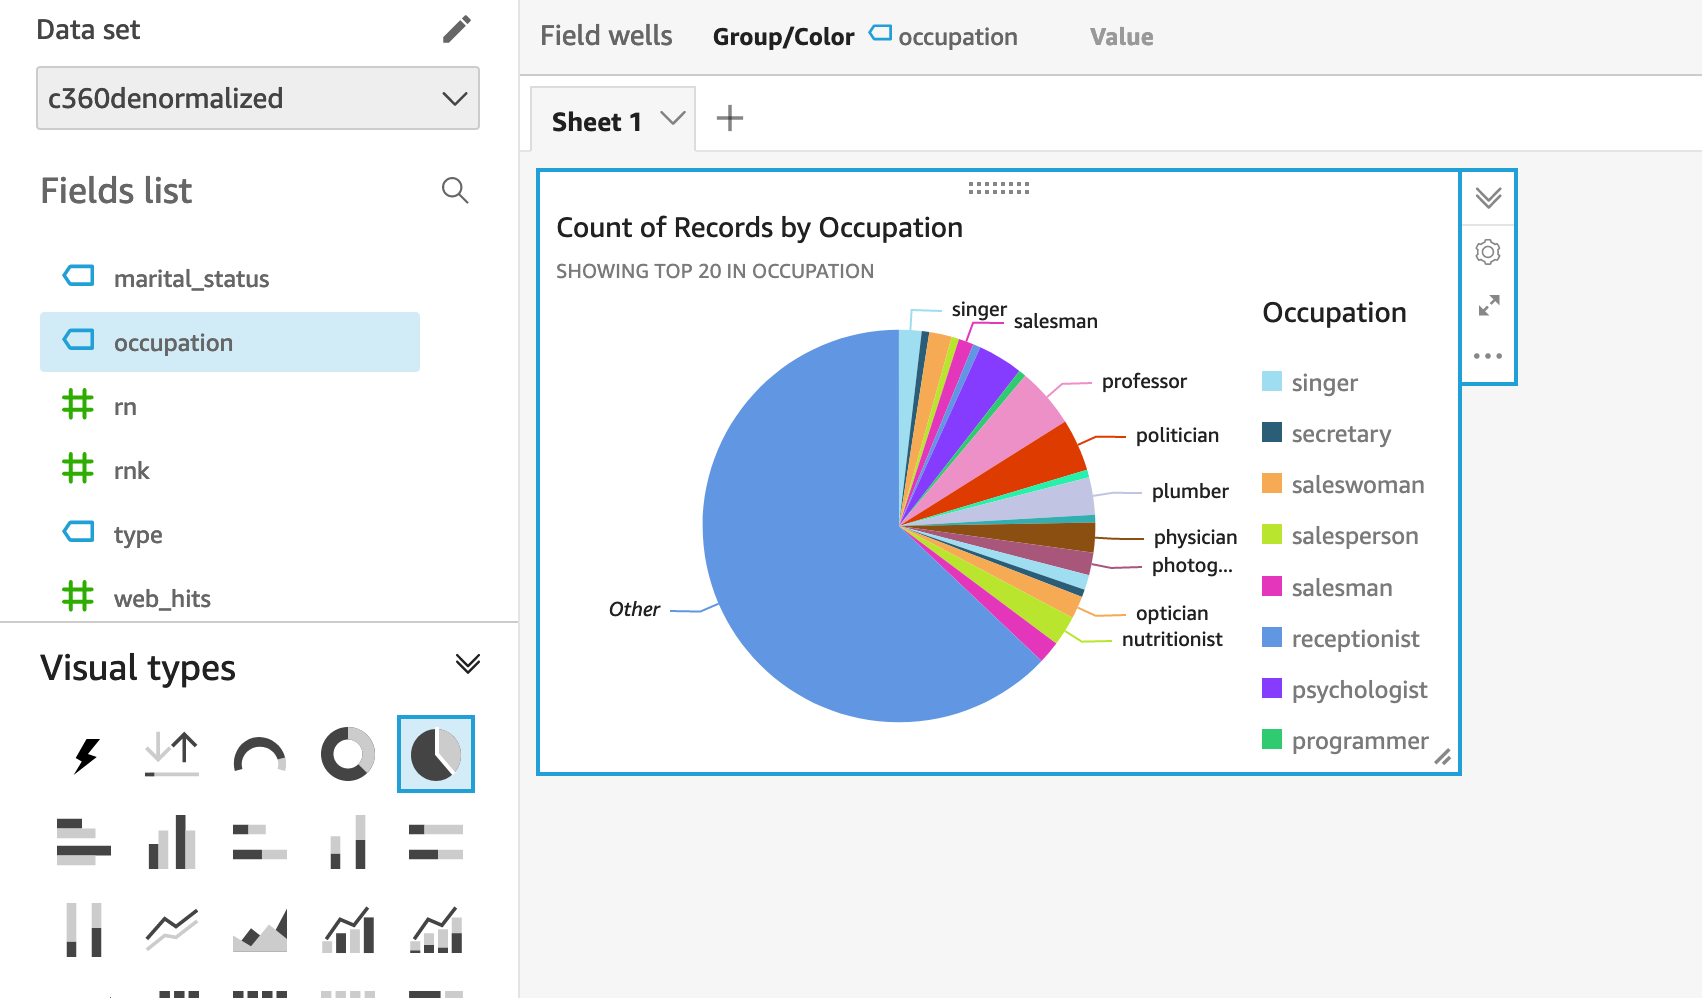 Data set
c360denormalized
Fields list
marital_status
occupation
rn
rnk
type
web_hits
Visual types
Field wells Group/Color occupation Value
Sheet 1
Count of Records by Occupation
SHOWING TOP 20 IN OCCUPATION
singer
salesman
professor
politician
plumber
physician
photog...
optician
nutritionist
Other
Occupation
singer
secretary
saleswoman
salesperson
salesman
receptionist
psychologist
programmer